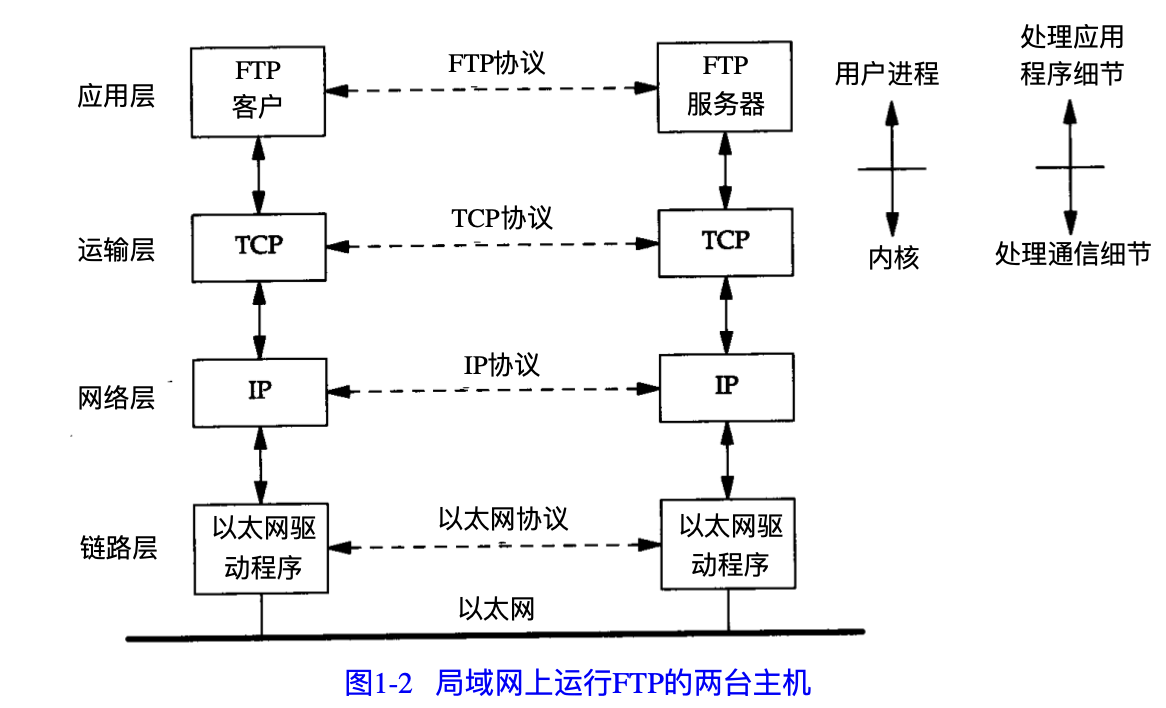 处理应用
程序细节
用户进程
FTP协议
FTP
客户
FTP
服务器
应用层
TCP协议
TCP
TCP
运输层
内核
处理通信细节
IP协议
IP
IP
网络层
以太网协议
以太网驱
动程序
以太网驱
动程序
链路层
以太网
图1-2 局域网上运行FTP的两台主机